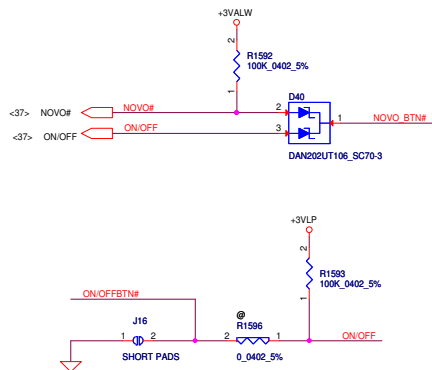 +3VALW
2
R1592
100K_0402_5%
1
D40
<37> NOVO# NOVO# 2
1 NOVO_BTN#
<37> ON/OFF ON/OFF 3
DAN202UT106_SC70-3
+3VLP
2
R1593
100K_0402_5%
1
ON/OFFBTN#
@
J16
R1596
1 2
2 1
ON/OFF
SHORT PADS
0_0402_5%